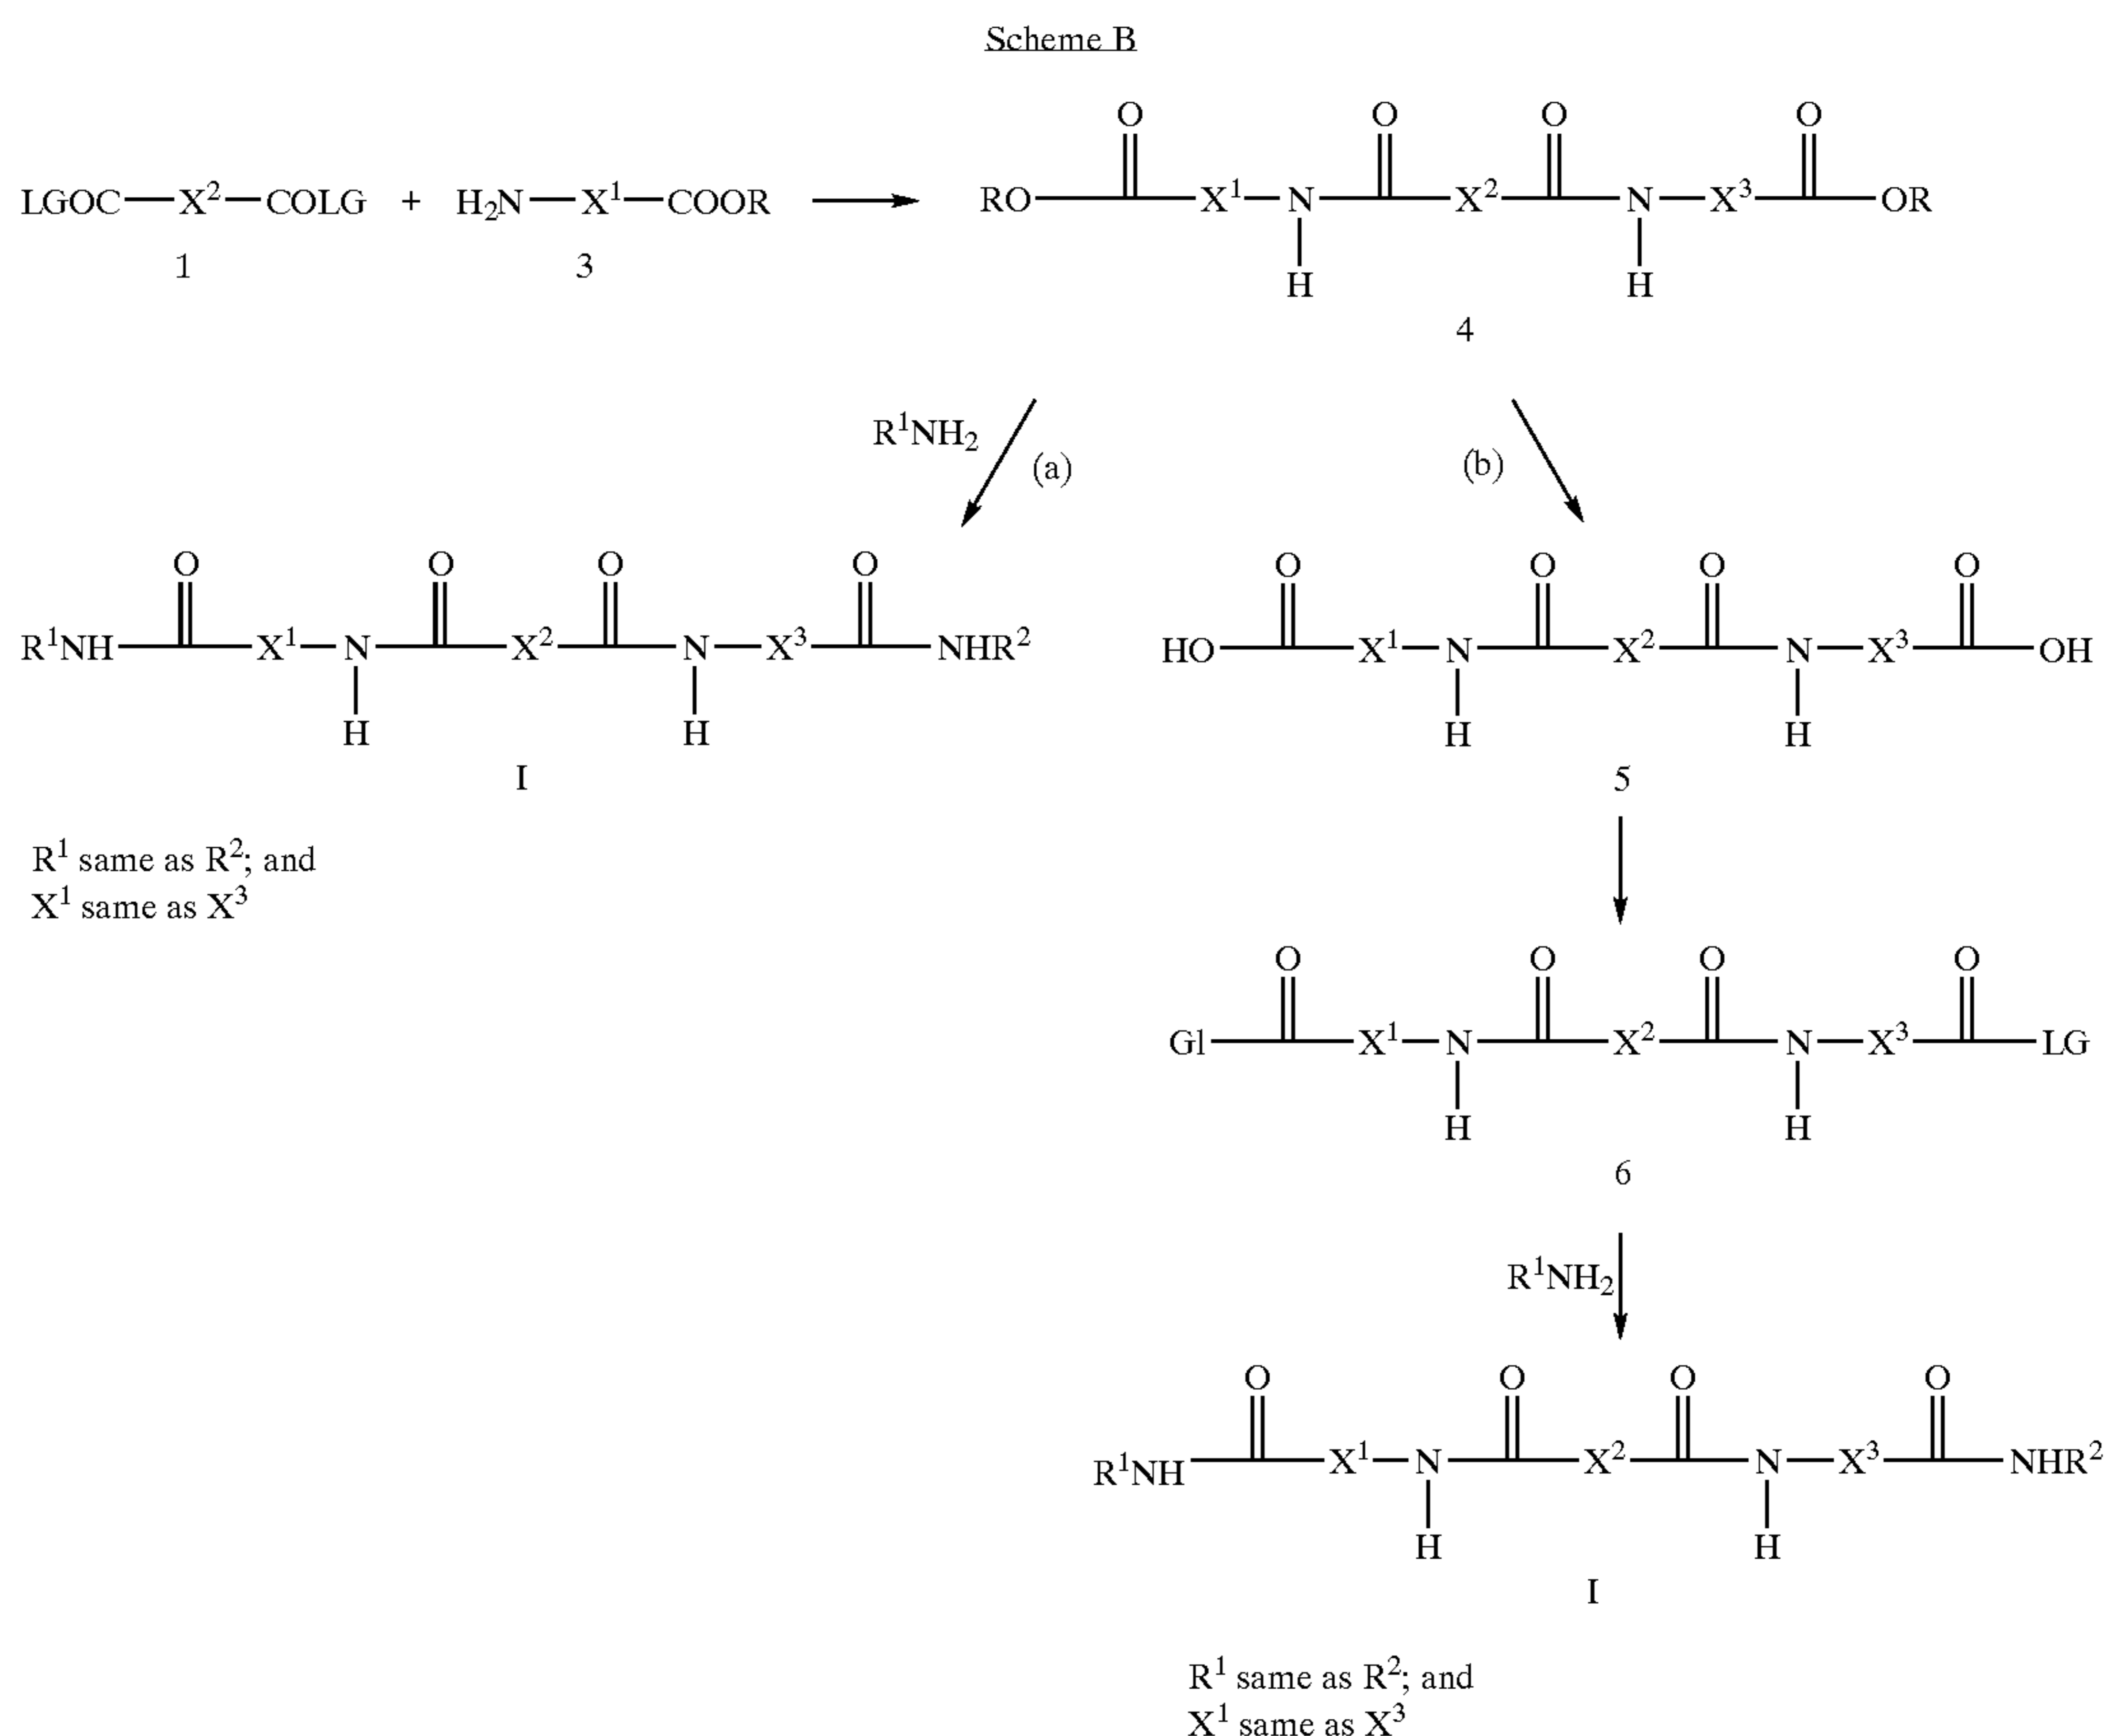 Scheme B
O O O O
LGOC—X² —COLG + H₂N—X¹—COOR RO X¹—N X² N—X³ OR
1 3 H H
4
R¹NH₂ (a) (b)
O O O O O O O O
R¹NH X¹—N X² N—X³ NHR² HO X¹—N X² N—X³ OH
H H H H
I 5
R¹ same as R²; and
X¹ same as X³
O O O O
Gl X¹—N X² N—X³ LG
H H
6
R¹NH₂
O O O O
R¹NH X¹—N X² N—X³ NHR²
H H
I
R¹ same as R²; and
X¹ same as X³